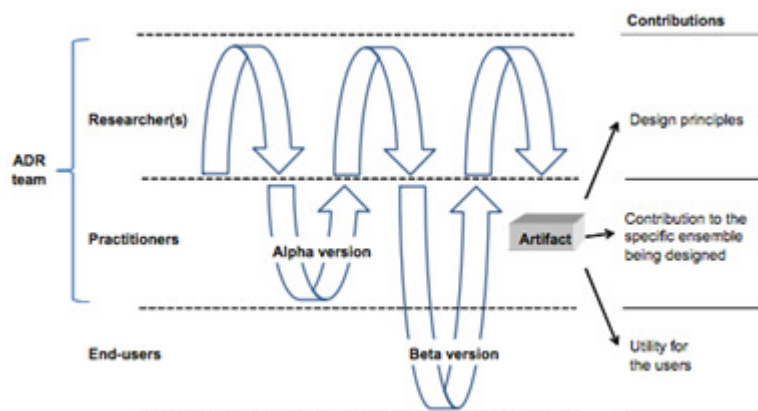 Contributions
Researcher(s)
Design principles
ADR
team
Practitioners
Alpha version
Artifact
Contribution to the
specific ensemble
being designed
End-users
Beta version
Utility for
the users